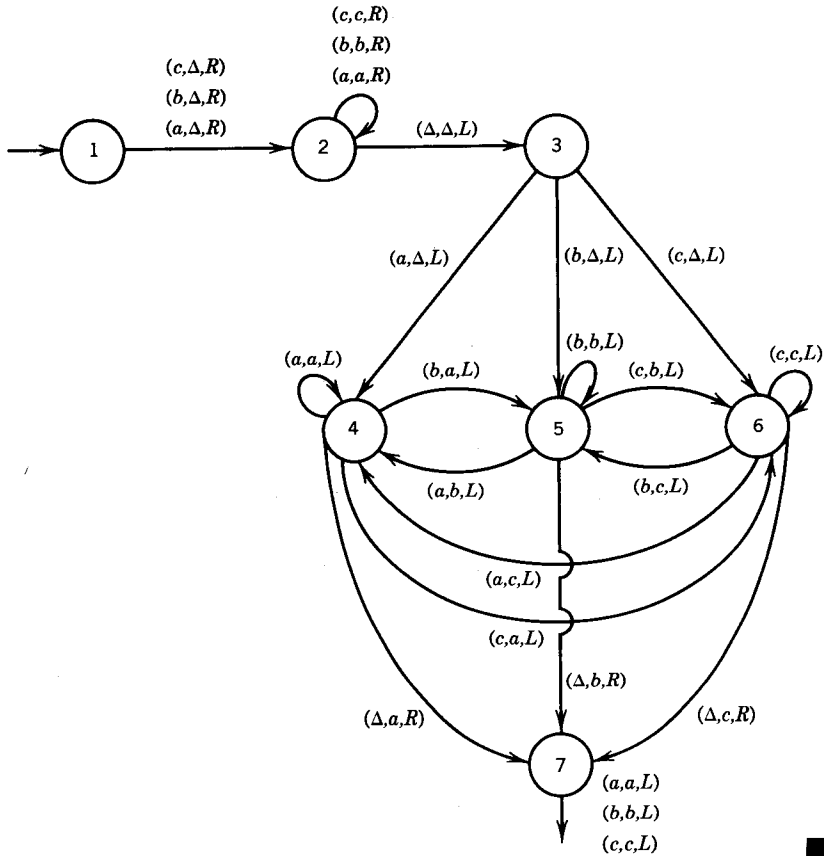 (c,c,R)
(b,b,R)
(a,a,R)
(c,Δ,R)
(b,Δ,R)
(a,Δ,R)
1
2
(Δ,Δ,L)
3
(a,Δ,L)
(b,Δ,L)
(c,Δ,L)
(a,a,L)
(b,a,L)
(b,b,L)
(c,b,L)
(c,c,L)
4
5
6
(a,b,L)
(b,c,L)
(a,c,L)
(c,a,L)
(Δ,a,R)
(Δ,b,R)
(Δ,c,R)
7
(a,a,L)
(b,b,L)
(c,c,L)